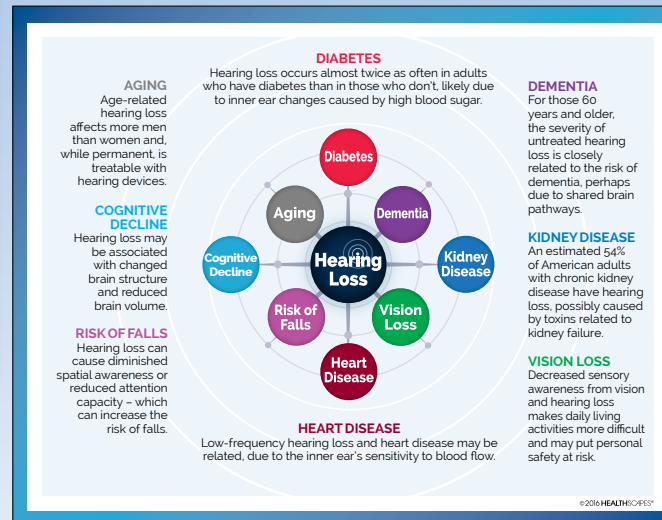 DIABETES
Hearing loss occurs almost twice as often in adults
who have diabetes than in those who don't, likely due
to inner ear changes caused by high blood sugar.
AGING
Age-related
hearing loss
affects more men
than women and,
while permanent, is
treatable with
hearing devices.
COGNITIVE
DECLINE
Hearing loss may
be associated
with changed
brain structure
and reduced
brain volume.
RISK OF FALLS
Hearing loss can
cause diminished
spatial awareness or
reduced attention
capacity – which
can increase the
risk of falls.
Diabetes
Aging
Dementia
Cognitive
Decline
Hearing
Loss
Kidney
Disease
Risk of
Falls
Vision
Loss
Heart
Disease
DEMENTIA
For those 60
years and older,
the severity of
untreated hearing
loss is closely
related to the risk of
dementia, perhaps
due to shared brain
pathways.
KIDNEY DISEASE
An estimated 54%
of American adults
with chronic kidney
disease have hearing
loss, possibly caused
by toxins related to
kidney failure.
VISION LOSS
Decreased sensory
awareness from vision
and hearing loss
makes daily living
activities more difficult
and may put personal
safety at risk.
HEART DISEASE
Low-frequency hearing loss and heart disease may be
related, due to the inner ear's sensitivity to blood flow.
©2016 HEALTHSCAPES®